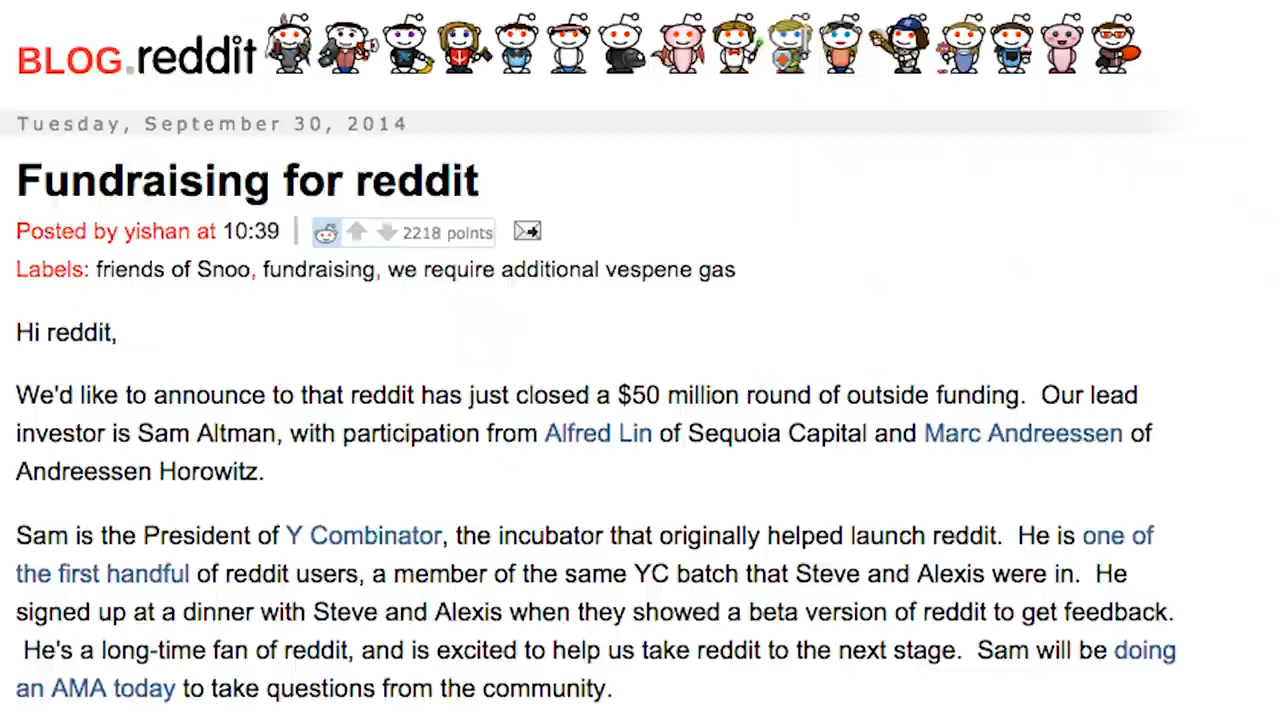 BLOG.reddit
Tuesday, September 30, 2014
Fundraising for reddit
Posted by yishan at 10:39 | 2218 points
Labels: friends of Snoo, fundraising, we require additional vespene gas
Hi reddit,
We'd like to announce to that reddit has just closed a $50 million round of outside funding.  Our lead
investor is Sam Altman, with participation from Alfred Lin of Sequoia Capital and Marc Andreessen of
Andreessen Horowitz.
Sam is the President of Y Combinator, the incubator that originally helped launch reddit.  He is one of
the first handful of reddit users, a member of the same YC batch that Steve and Alexis were in.  He
signed up at a dinner with Steve and Alexis when they showed a beta version of reddit to get feedback.
He's a long-time fan of reddit, and is excited to help us take reddit to the next stage.  Sam will be doing
an AMA today to take questions from the community.